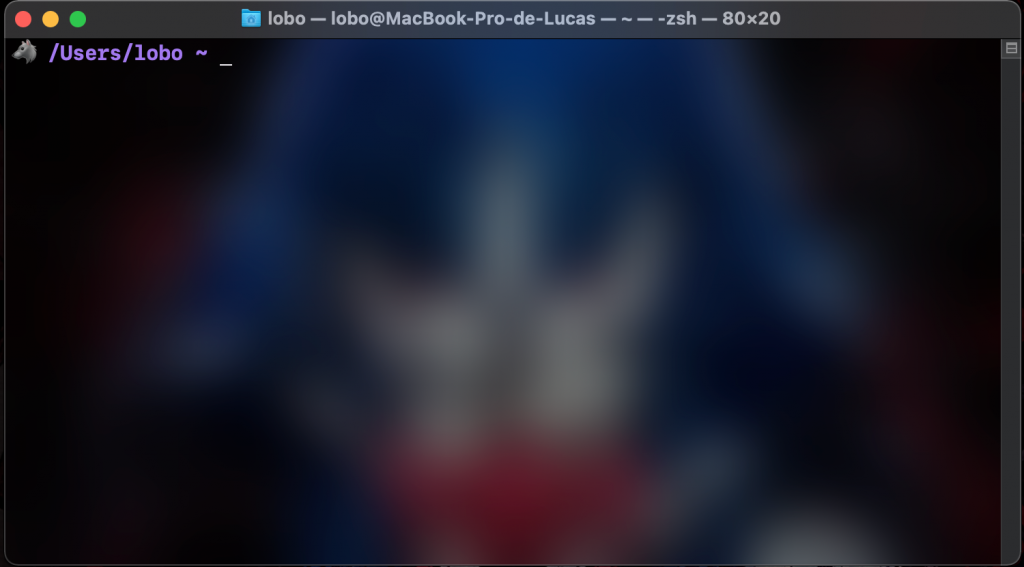 lobo — lobo@MacBook-Pro-de-Lucas — ~ — -zsh — 80×20
🐺 /Users/lobo ~ _